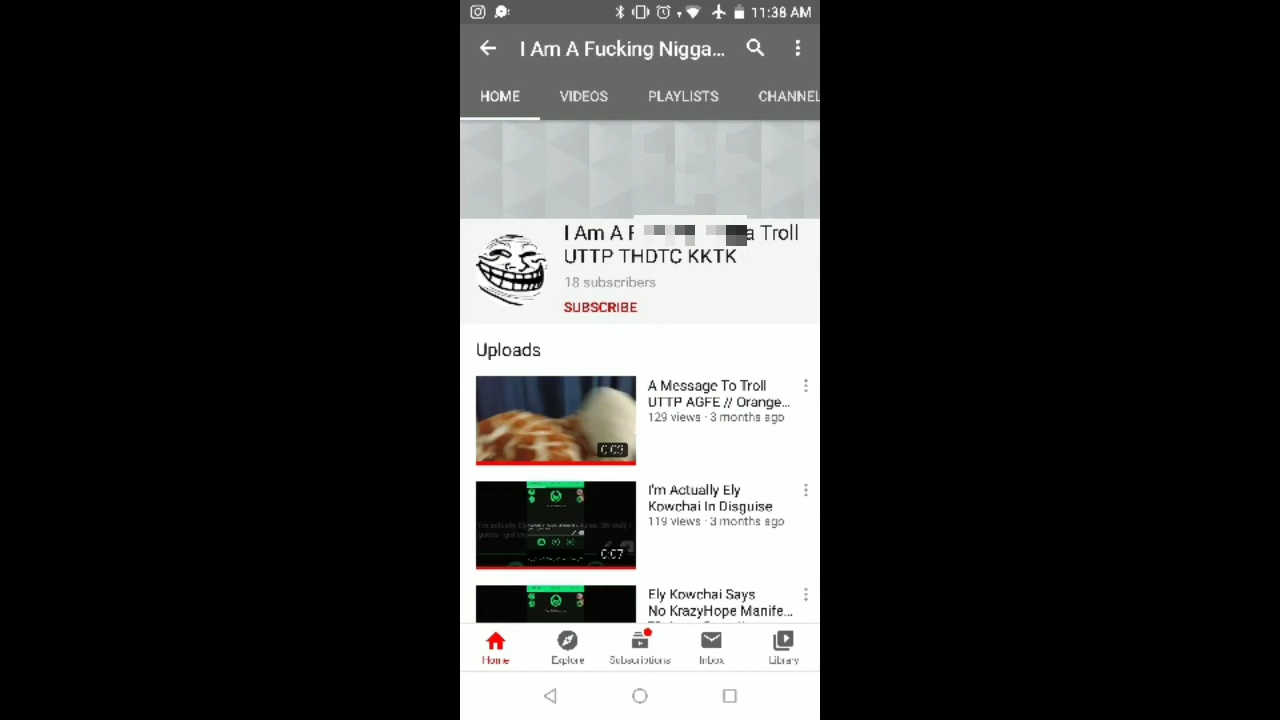 11:38 AM
I Am A Fucking Nigga...
HOME VIDEOS PLAYLISTS CHANNEL
I Am A F a Troll
UTTP THDTC KKTK
18 subscribers
SUBSCRIBE
Uploads
A Message To Troll
UTTP AGFE // Orange...
129 views · 3 months ago
0:03
I'm Actually Ely
Kowchai In Disguise
119 views · 3 months ago
0:07
Ely Kowchai Says
No KrazyHope Manife...
Home Explore Subscriptions Inbox Library